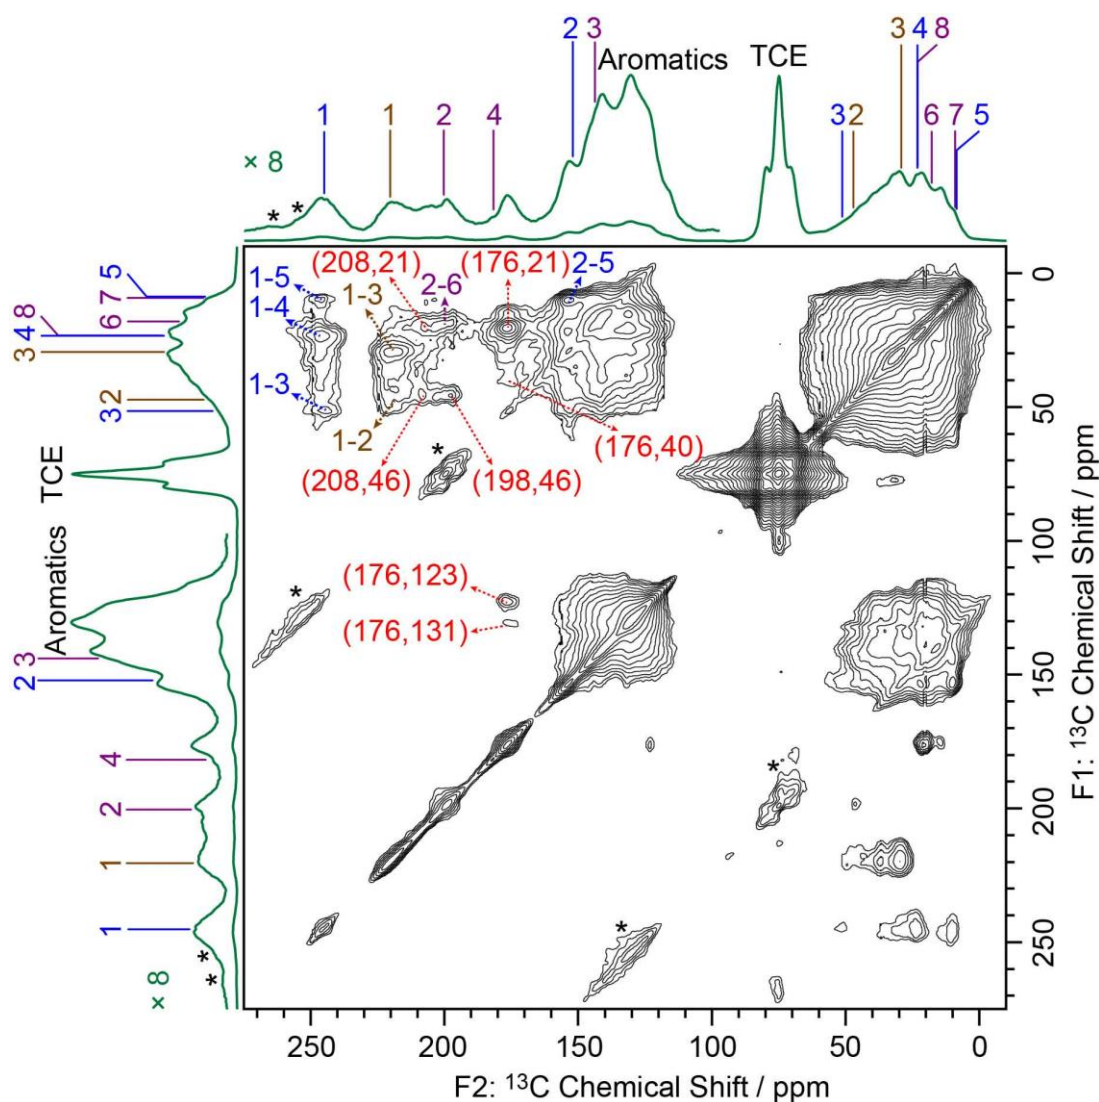 2 3 3 4 8
Aromatics TCE
1 1 2 4 3 2 6 7 5
× 8
* *
5 7 8 6 4 3 2 3
TCE
Aromatics
3 2
4
2
1
1
* *
× 8
1-5 (208,21) (176,21) 2-5
1-4 1-3 2-6
1-3
1-2 (176,40)
(208,46) * (198,46)
* (176,123)
(176,131)
*
*
0
50
100
150
200
250
F1: ¹³C Chemical Shift / ppm
250 200 150 100 50 0
F2: ¹³C Chemical Shift / ppm